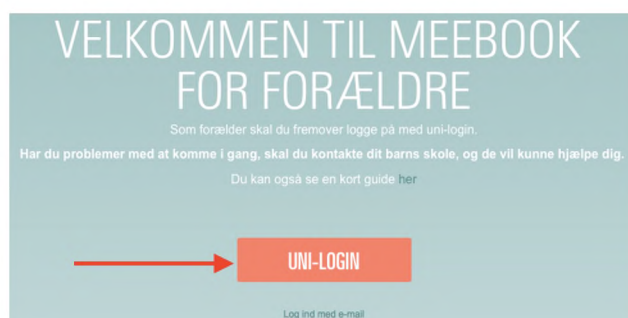 VELKOMMEN TIL MEEBOOK
FOR FORÆLDRE
Som forælder skal du fremover logge på med uni-login.
Har du problemer med at komme i gang, skal du kontakte dit barns skole, og de vil kunne hjælpe dig.
Du kan også se en kort guide her
UNI-LOGIN
Log ind med e-mail